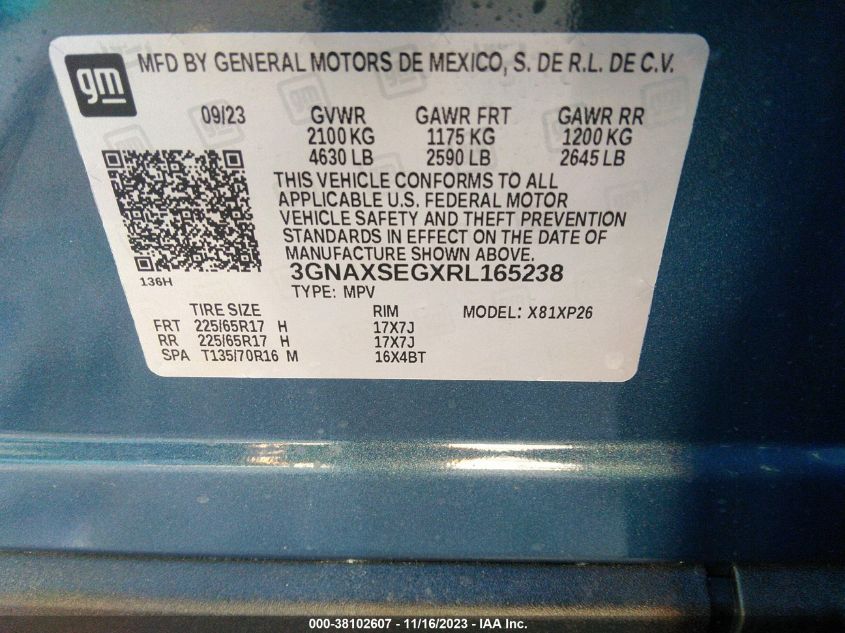 gm
MFD BY GENERAL MOTORS DE MEXICO, S. DE R.L. DE C.V.
09/23 GVWR GAWR FRT GAWR RR
2100 KG 1175 KG 1200 KG
4630 LB 2590 LB 2645 LB
THIS VEHICLE CONFORMS TO ALL
APPLICABLE U.S. FEDERAL MOTOR
VEHICLE SAFETY AND THEFT PREVENTION
STANDARDS IN EFFECT ON THE DATE OF
MANUFACTURE SHOWN ABOVE.
136H
3GNAXSEGXRL165238
TYPE: MPV
TIRE SIZE RIM MODEL: X81XP26
FRT 225/65R17 H 17X7J
RR 225/65R17 H 17X7J
SPA T135/70R16 M 16X4BT
000-38102607 - 11/16/2023 - IAA Inc.